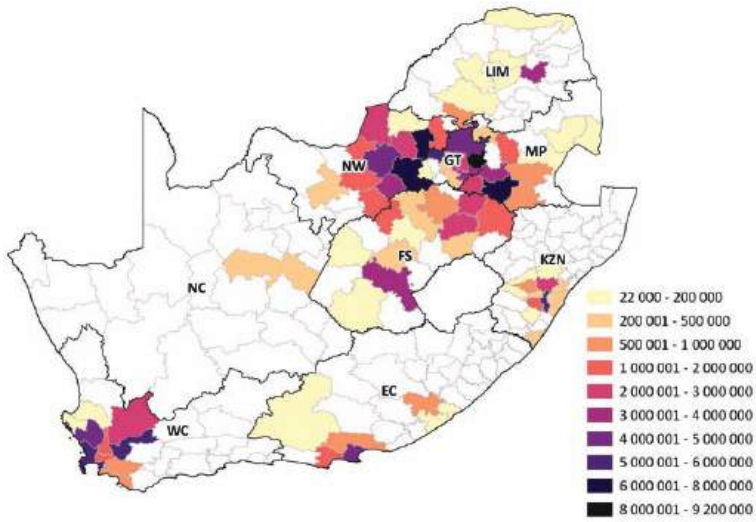 LIM
NW
GT
MP
FS
KZN
NC
EC
WC
22 000 - 200 000
200 001 - 500 000
500 001 - 1 000 000
1 000 001 - 2 000 000
2 000 001 - 3 000 000
3 000 001 - 4 000 000
4 000 001 - 5 000 000
5 000 001 - 6 000 000
6 000 001 - 8 000 000
8 000 001 - 9 200 000